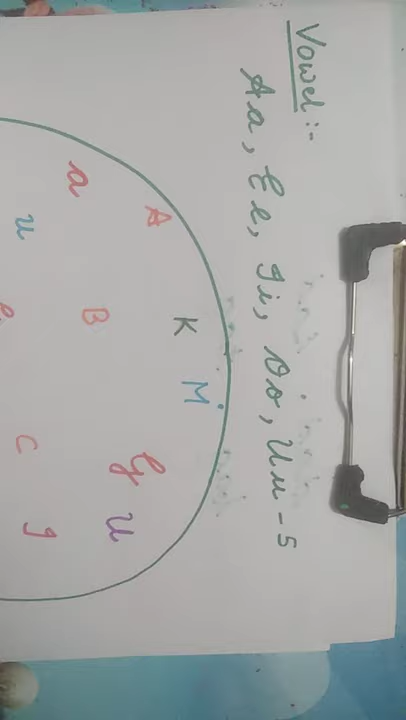 Vowel :-
Aa, Ee, Ii, Oo, Uu - 5
M
K
A
G U
B
a
I
C
u